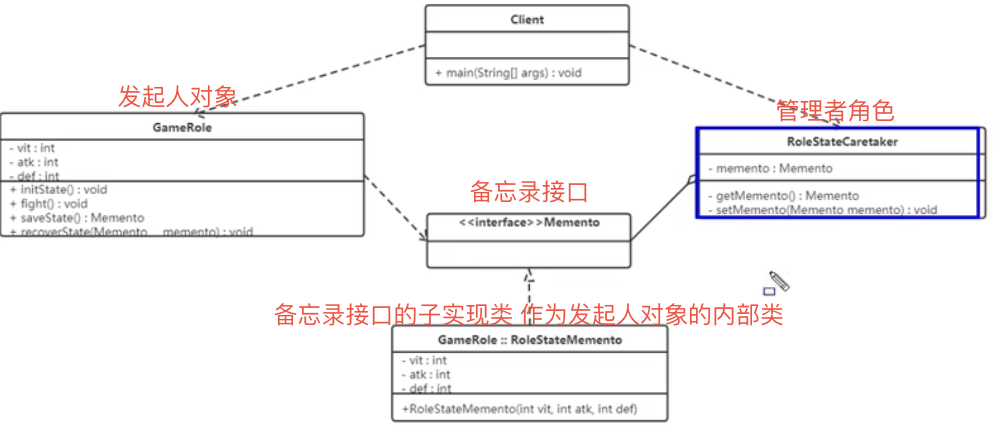 Client
+ main(String[] args) : void
发起人对象
GameRole
- vit : int
- atk : int
- def : int
+ initState() : void
+ fight() : void
+ saveState() : Memento
+ recoverState(Memento memento) : void
管理者角色
RoleStateCaretaker
- memento : Memento
- getMemento() : Memento
- setMemento(Memento memento) : void
备忘录接口
<<interface>>Memento
备忘录接口的子实现类 作为发起人对象的内部类
GameRole :: RoleStateMemento
- vit : int
- atk : int
- def : int
+RoleStateMemento(int vit, int atk, int def)